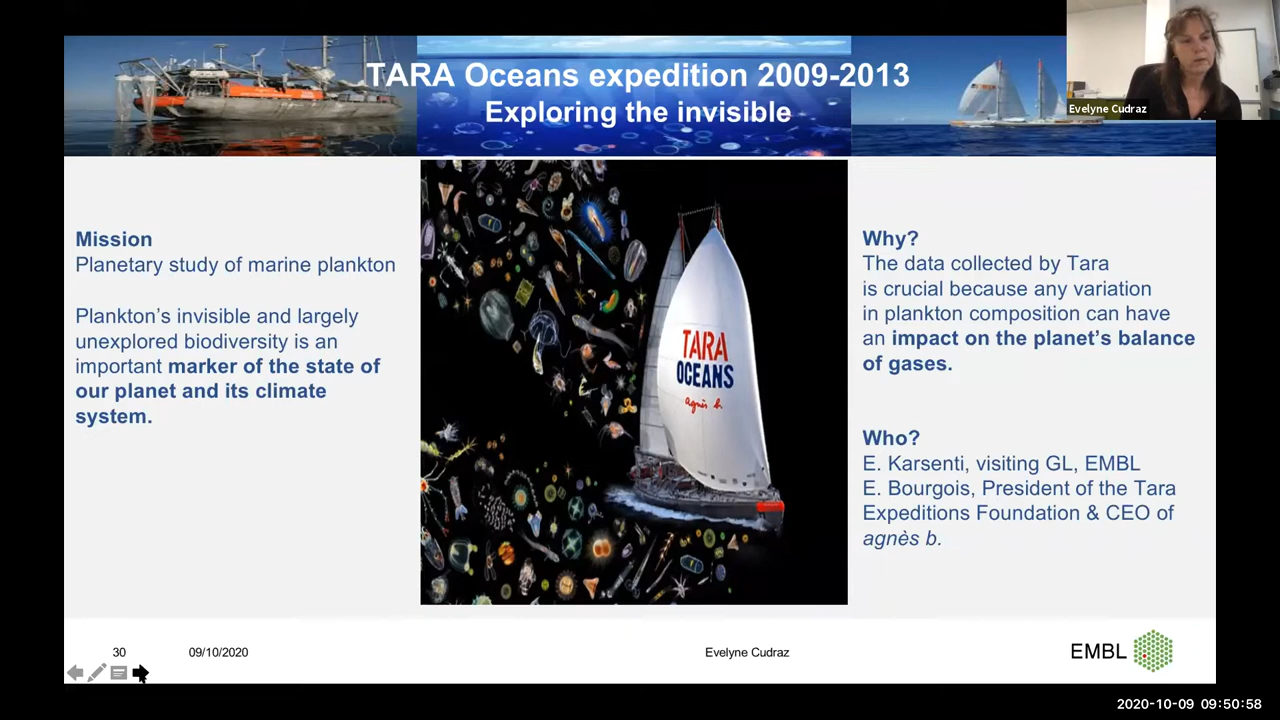 TARA Oceans expedition 2009-2013
Exploring the invisible
Evelyne Cudraz
Mission
Planetary study of marine plankton
Plankton’s invisible and largely
unexplored biodiversity is an
important marker of the state of
our planet and its climate
system.
TARA
OCEANS
agnès b.
Why?
The data collected by Tara
is crucial because any variation
in plankton composition can have
an impact on the planet’s balance
of gases.
Who?
E. Karsenti, visiting GL, EMBL
E. Bourgois, President of the Tara
Expeditions Foundation & CEO of
agnès b.
30
09/10/2020
Evelyne Cudraz
EMBL
2020-10-09 09:50:58